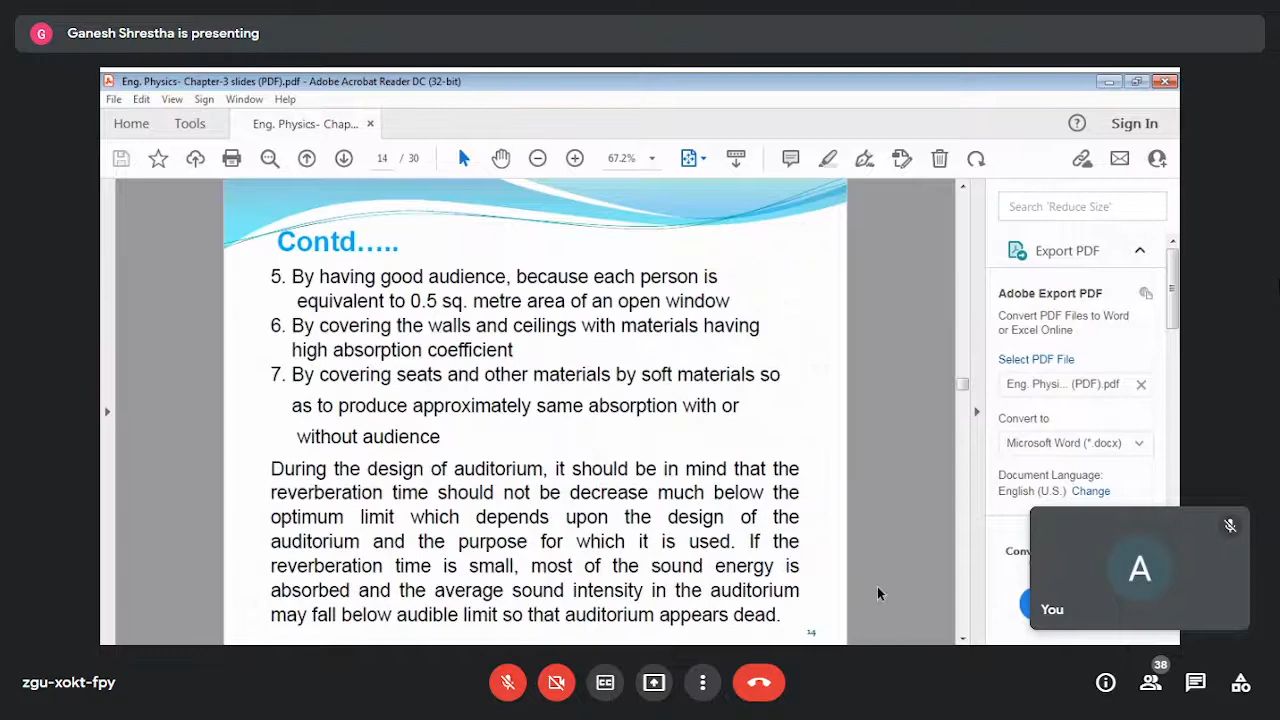 G Ganesh Shrestha is presenting
Eng. Physics- Chapter-3 slides (PDF).pdf - Adobe Acrobat Reader DC (32-bit)
File Edit View Sign Window Help
Home Tools Eng. Physics- Chap... × Sign In
14 / 30 67.2%
Search 'Reduce Size'
Export PDF
Adobe Export PDF
Convert PDF Files to Word
or Excel Online
Select PDF File
Eng. Physi... (PDF).pdf
Convert to
Microsoft Word (*.docx)
Document Language:
English (U.S.) Change
Conv
Contd…..
5. By having good audience, because each person is
equivalent to 0.5 sq. metre area of an open window
6. By covering the walls and ceilings with materials having
high absorption coefficient
7. By covering seats and other materials by soft materials so
as to produce approximately same absorption with or
without audience
During the design of auditorium, it should be in mind that the
reverberation time should not be decrease much below the
optimum limit which depends upon the design of the
auditorium and the purpose for which it is used. If the
reverberation time is small, most of the sound energy is
absorbed and the average sound intensity in the auditorium
may fall below audible limit so that auditorium appears dead.
14
A
You
zgu-xokt-fpy
CC
38